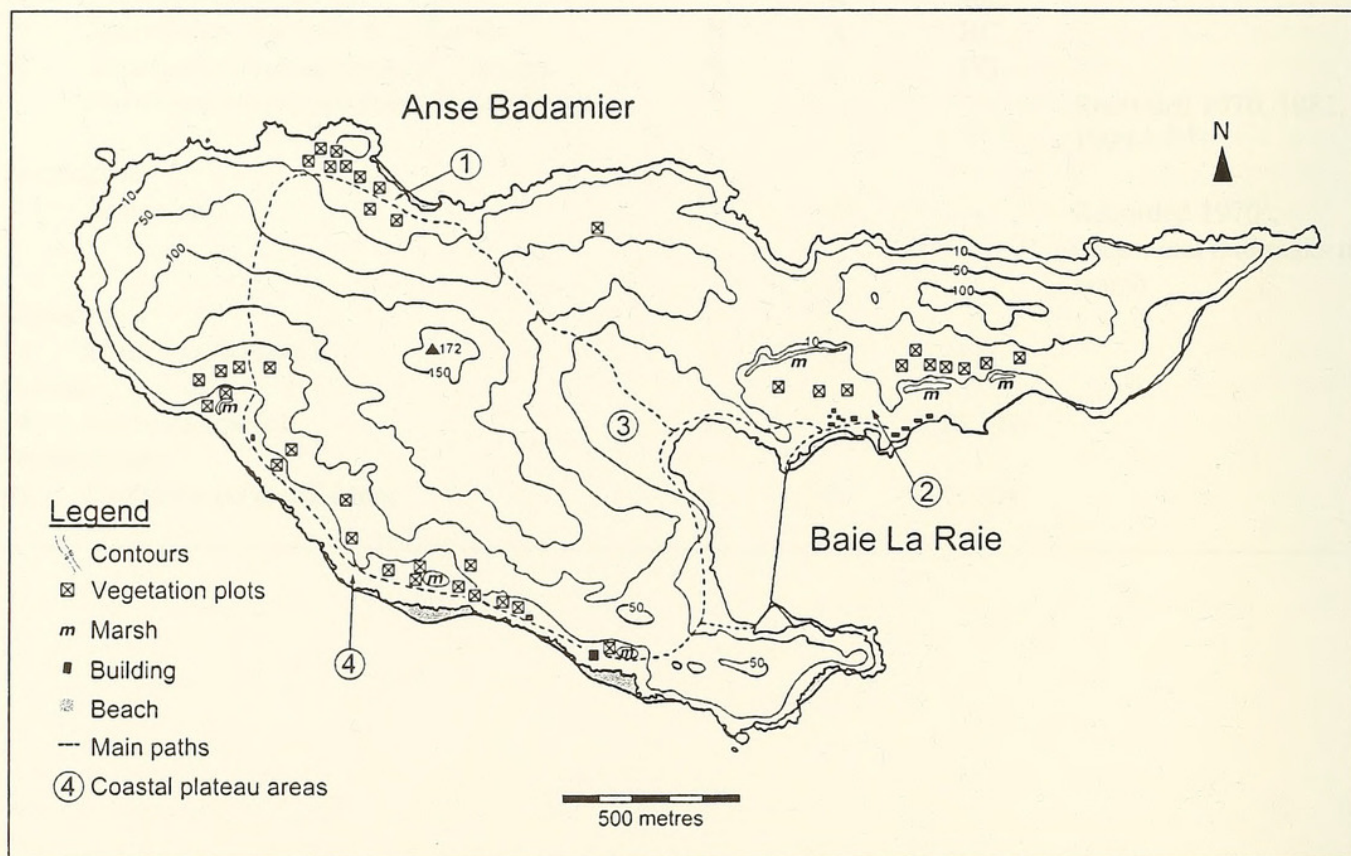 Anse Badamier
1
N
10
50
100
10
50
100
172
150
10
m
m
m
m
3
2
Baie La Raie
Legend
Contours
Vegetation plots
m Marsh
Building
Beach
Main paths
4 Coastal plateau areas
m
4
50
m
50
500 metres